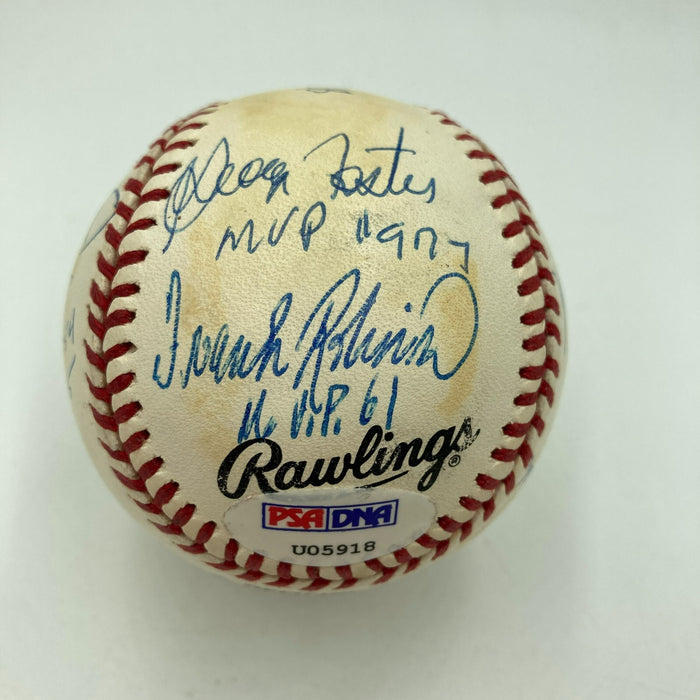 George Foster
MVP "1977
Frank Robinson
M.V.P. 61
Rawlings®
PSA DNA
U05918